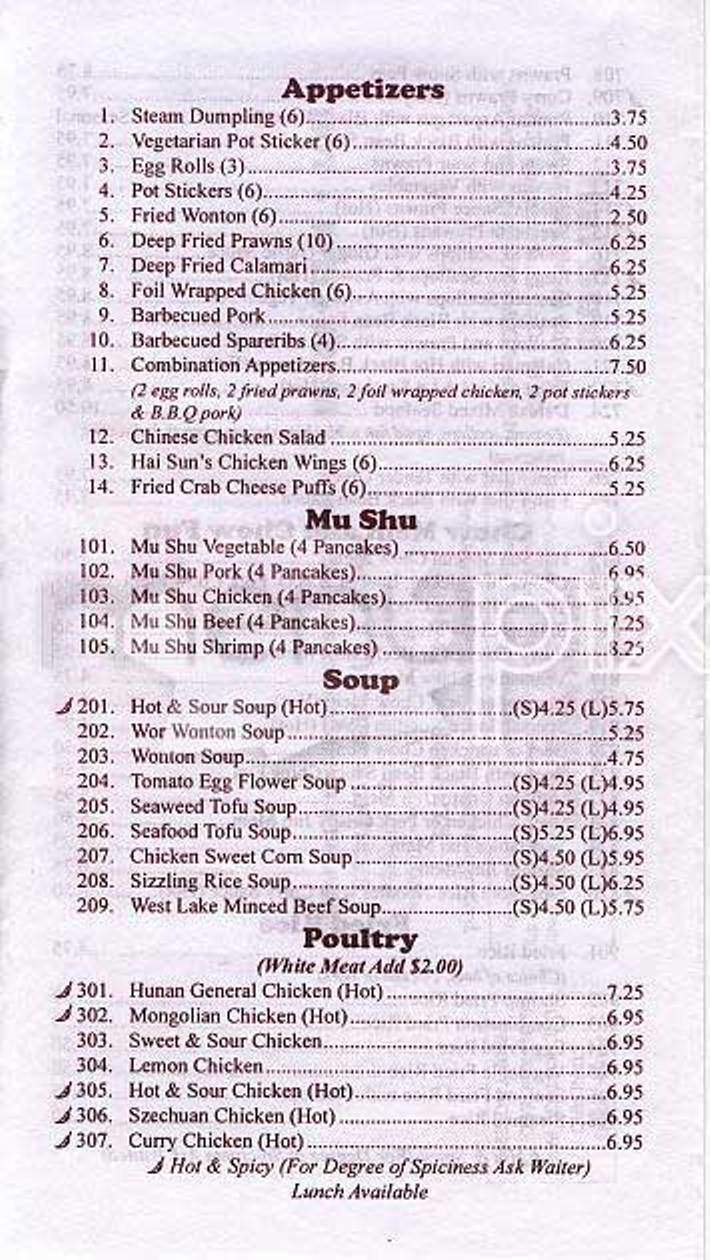 Appetizers
1. Steam Dumpling (6) 3.75
2. Vegetarian Pot Sticker (6) 4.50
3. Egg Rolls (3) 3.75
4. Pot Stickers (6) 4.25
5. Fried Wonton (6) 2.50
6. Deep Fried Prawns (10) 6.25
7. Deep Fried Calamari 6.25
8. Foil Wrapped Chicken (6) 5.25
9. Barbecued Pork 5.25
10. Barbecued Spareribs (4) 6.25
11. Combination Appetizers 7.50
(2 egg rolls, 2 fried prawns, 2 foil wrapped chicken, 2 pot stickers
& B.B.Q pork)
12. Chinese Chicken Salad 5.25
13. Hai Sun's Chicken Wings (6) 6.25
14. Fried Crab Cheese Puffs (6) 5.25
Mu Shu
101. Mu Shu Vegetable (4 Pancakes) 6.50
102. Mu Shu Pork (4 Pancakes) 6.95
103. Mu Shu Chicken (4 Pancakes) 6.95
104. Mu Shu Beef (4 Pancakes) 7.25
105. Mu Shu Shrimp (4 Pancakes) 8.25
Soup
201. Hot & Sour Soup (Hot) (S)4.25 (L)5.75
202. Wor Wonton Soup 5.25
203. Wonton Soup 4.75
204. Tomato Egg Flower Soup (S)4.25 (L)4.95
205. Seaweed Tofu Soup (S)4.25 (L)4.95
206. Seafood Tofu Soup (S)5.25 (L)6.95
207. Chicken Sweet Corn Soup (S)4.50 (L)5.95
208. Sizzling Rice Soup (S)4.50 (L)6.25
209. West Lake Minced Beef Soup (S)4.50 (L)5.75
Poultry
(White Meat Add $2.00)
301. Hunan General Chicken (Hot) 7.25
302. Mongolian Chicken (Hot) 6.95
303. Sweet & Sour Chicken 6.95
304. Lemon Chicken 6.95
305. Hot & Sour Chicken (Hot) 6.95
306. Szechuan Chicken (Hot) 6.95
307. Curry Chicken (Hot) 6.95
Hot & Spicy (For Degree of Spiciness Ask Waiter)
Lunch Available